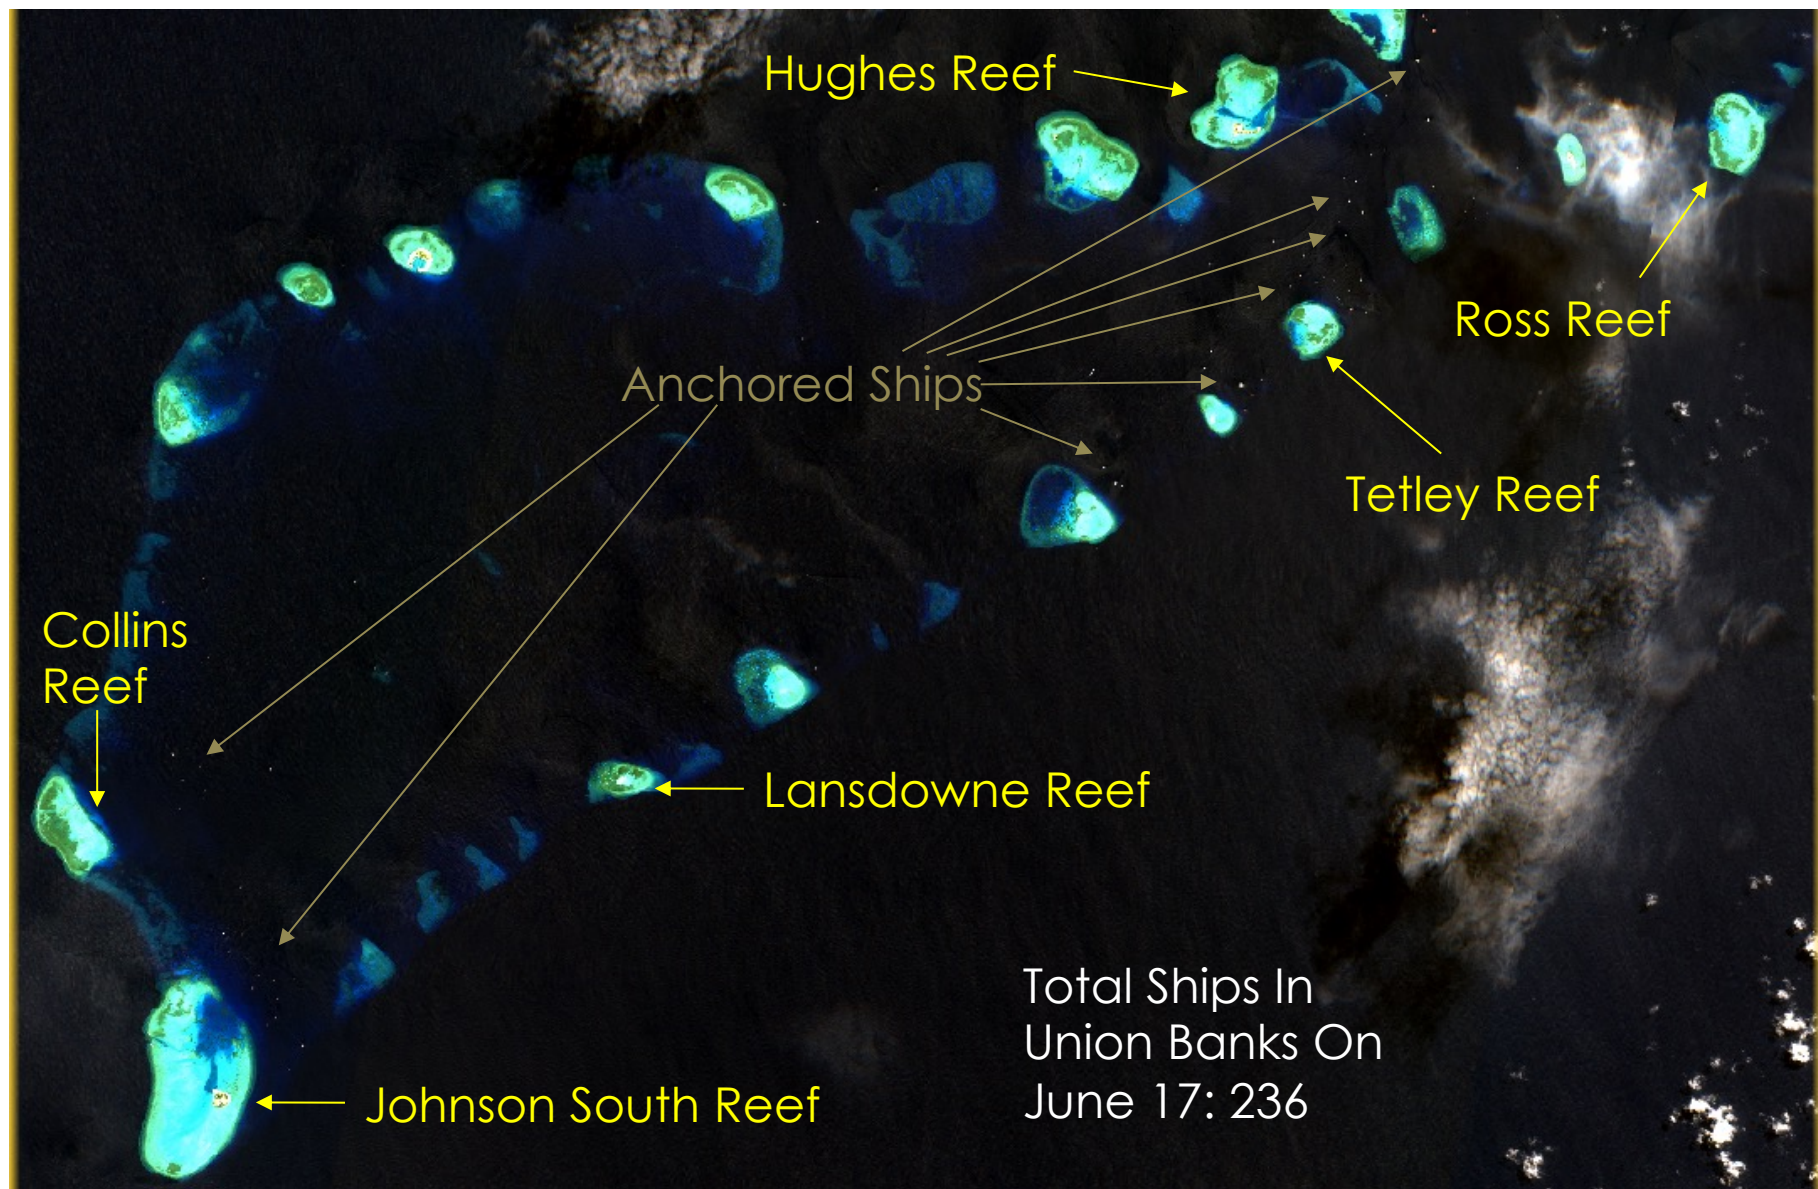 Hughes Reef
Ross Reef
Anchored Ships
Tetley Reef
Collins
Reef
Lansdowne Reef
Total Ships In
Union Banks On
June 17: 236
Johnson South Reef